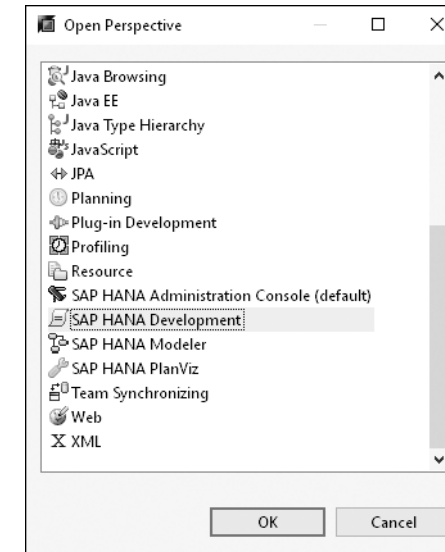 Open Perspective
Java Browsing
Java EE
Java Type Hierarchy
JavaScript
JPA
Planning
Plug-in Development
Profiling
Resource
SAP HANA Administration Console (default)
SAP HANA Development
SAP HANA Modeler
SAP HANA PlanViz
Team Synchronizing
Web
X XML
OK
Cancel